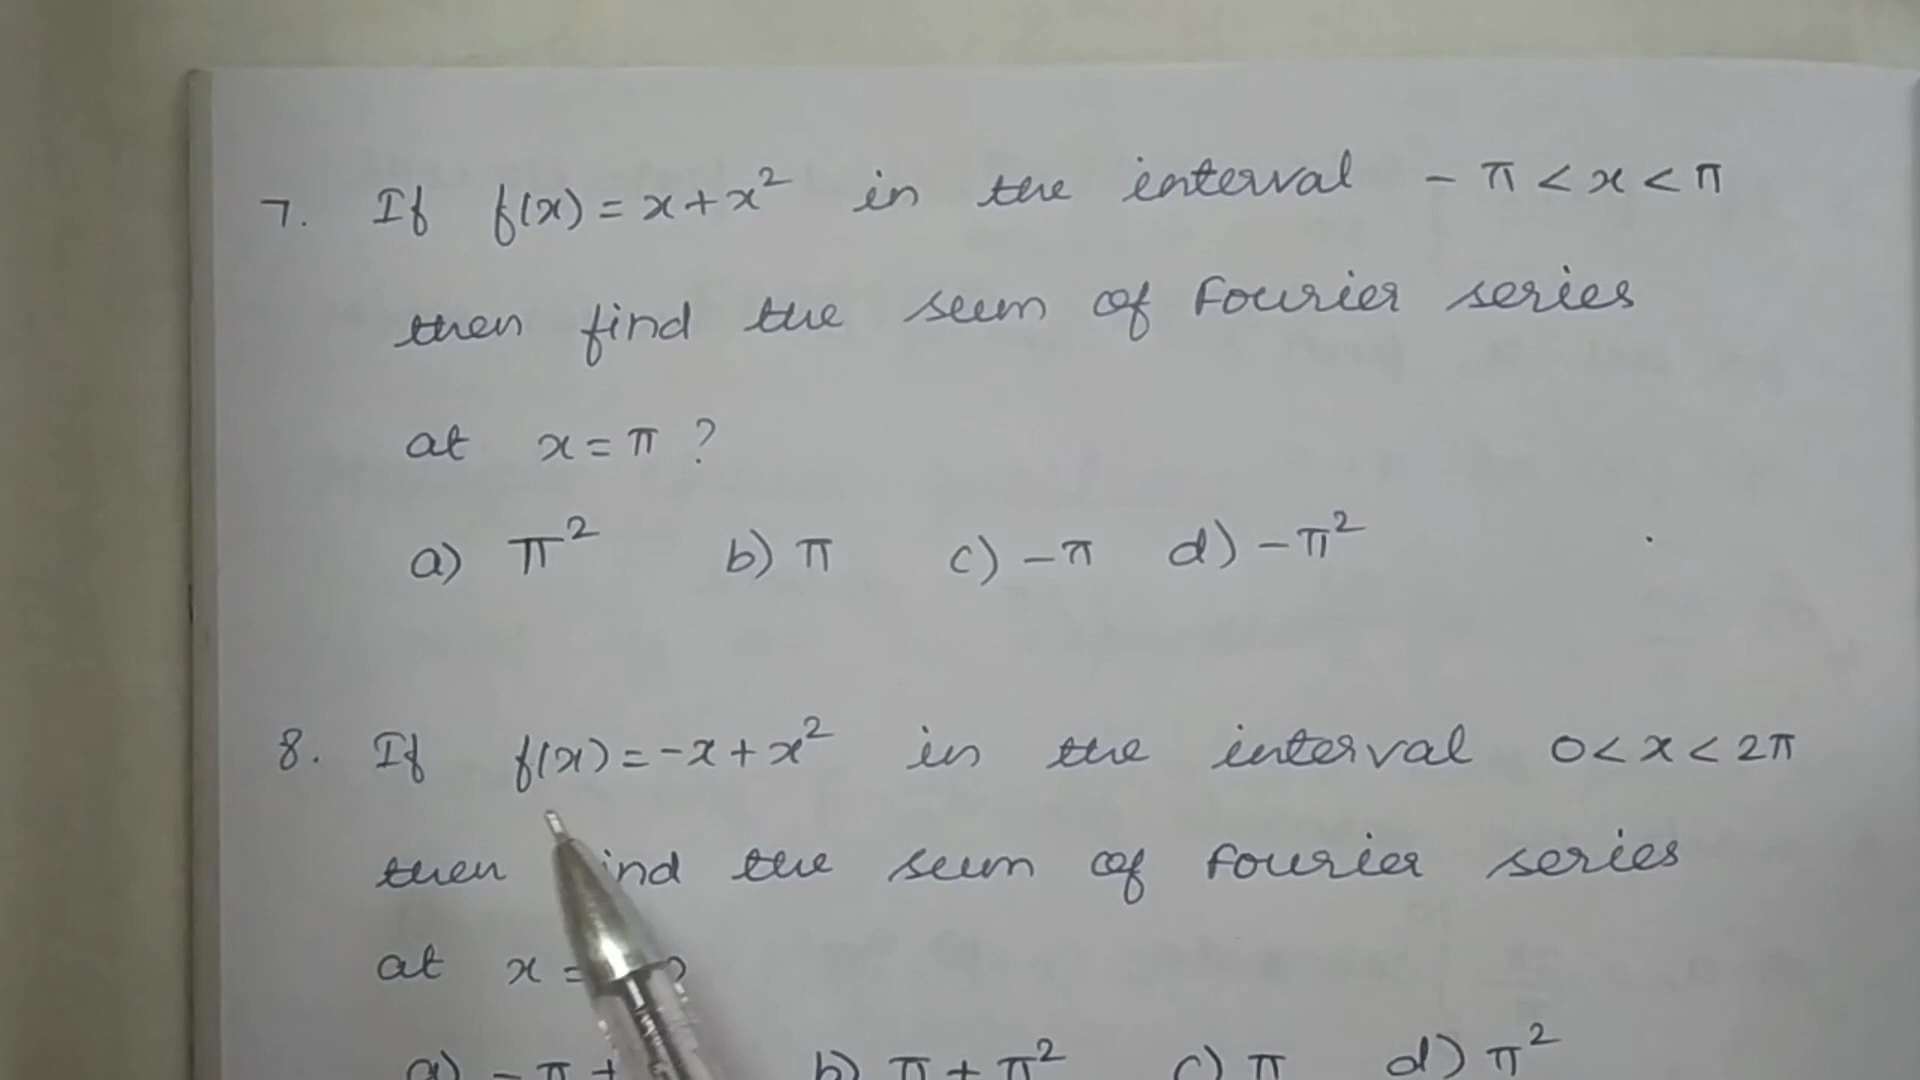 7. If f(x) = x + x² in the interval - π < x < π
then find the sum of Fourier series
at x = π ?
a) π² b) π c) -π d) -π²
8. If f(x) = -x + x² in the interval 0 < x < 2π
then the sum of Fourier series
at x = ?
a) -π + b) π + π² c) π d) π²